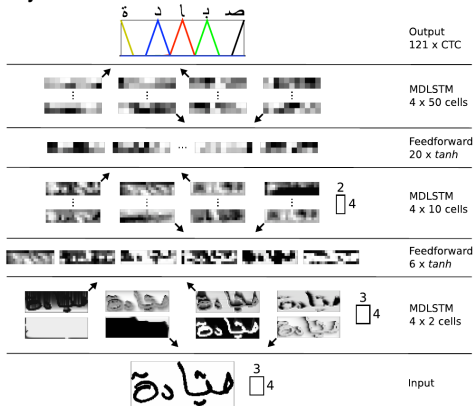 صـ بـ ا د ة
Output
121 x CTC
MDLSTM
4 x 50 cells
Feedforward
20 x tanh
...
MDLSTM
4 x 10 cells
2
4
Feedforward
6 x tanh
MDLSTM
4 x 2 cells
3
4
Input
3
4